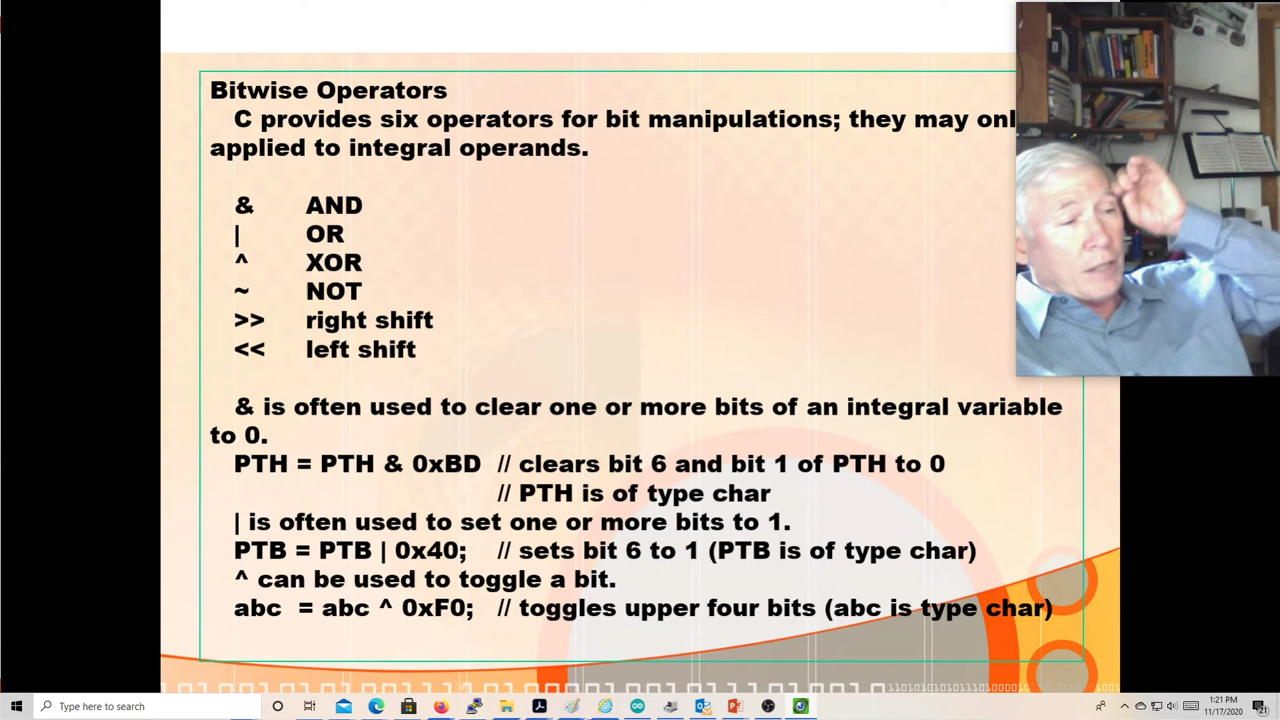 Bitwise Operators
C provides six operators for bit manipulations; they may
applied to integral operands.
& AND
| OR
^ XOR
~ NOT
>> right shift
<< left shift
& is often used to clear one or more bits of an integral variable
to 0.
PTH = PTH & 0xBD // clears bit 6 and bit 1 of PTH to 0
// PTH is of type char
| is often used to set one or more bits to 1.
PTB = PTB | 0x40; // sets bit 6 to 1 (PTB is of type char)
^ can be used to toggle a bit.
abc = abc ^ 0xF0; // toggles upper four bits (abc is type char)
Type here to search
1:21 PM
11/17/2020